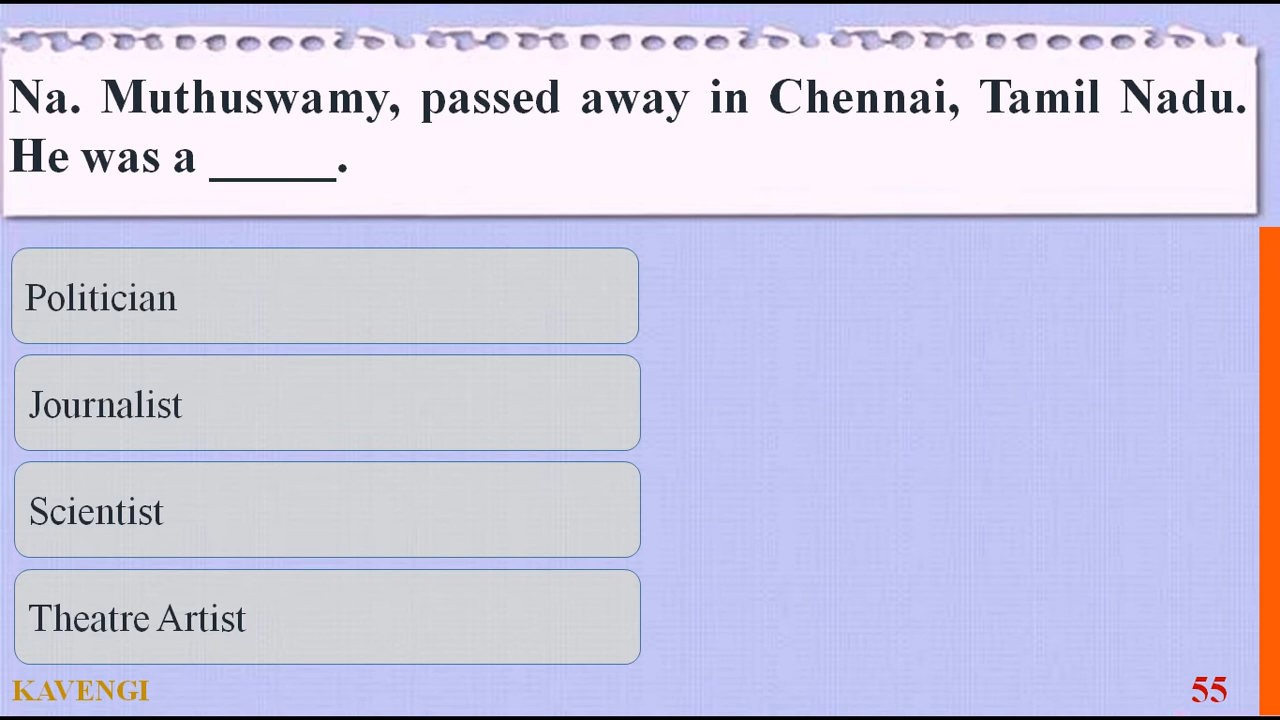 Na. Muthuswamy, passed away in Chennai, Tamil Nadu.
He was a _____.
Politician
Journalist
Scientist
Theatre Artist
KAVENGI
55